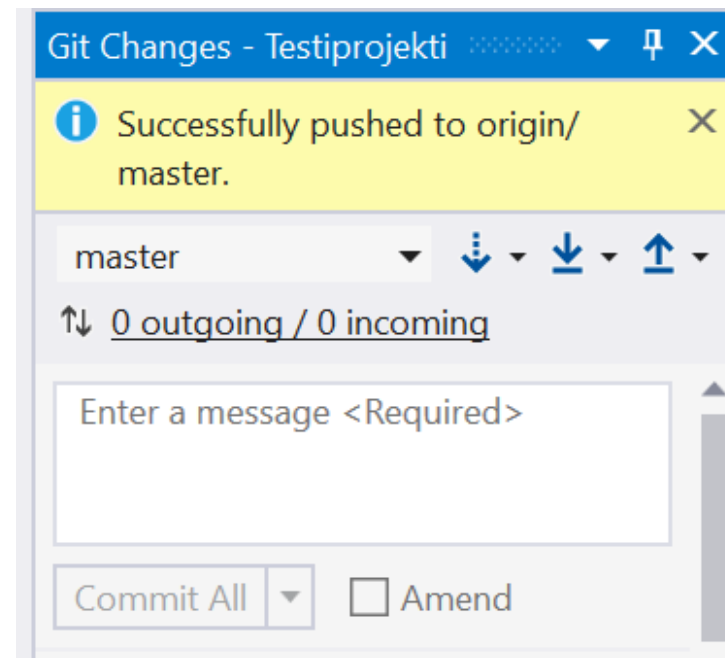 Git Changes - Testiprojekti
Successfully pushed to origin/
master.
master
0 outgoing / 0 incoming
Enter a message <Required>
Commit All
Amend